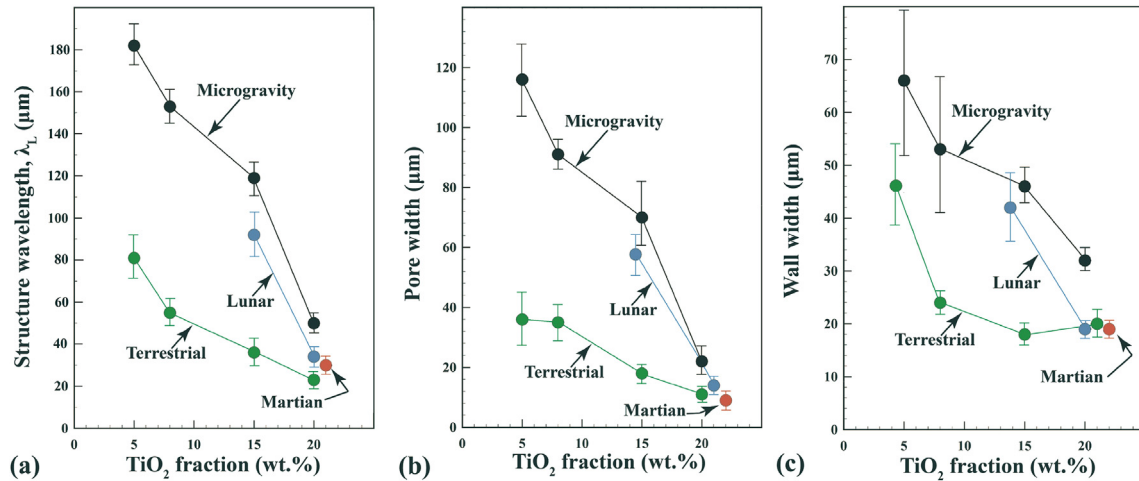 Structure wavelength, λL (μm)
180
160
140
120
100
80
60
40
20
0
0 5 10 15 20
TiO2 fraction (wt.%)
Microgravity
Lunar
Terrestrial
Martian
(a)
Pore width (μm)
120
100
80
60
40
20
0
0 5 10 15 20
TiO2 fraction (wt.%)
Microgravity
Lunar
Terrestrial
Martian
(b)
Wall width (μm)
70
60
50
40
30
20
10
0
0 5 10 15 20
TiO2 fraction (wt.%)
Microgravity
Lunar
Terrestrial
Martian
(c)